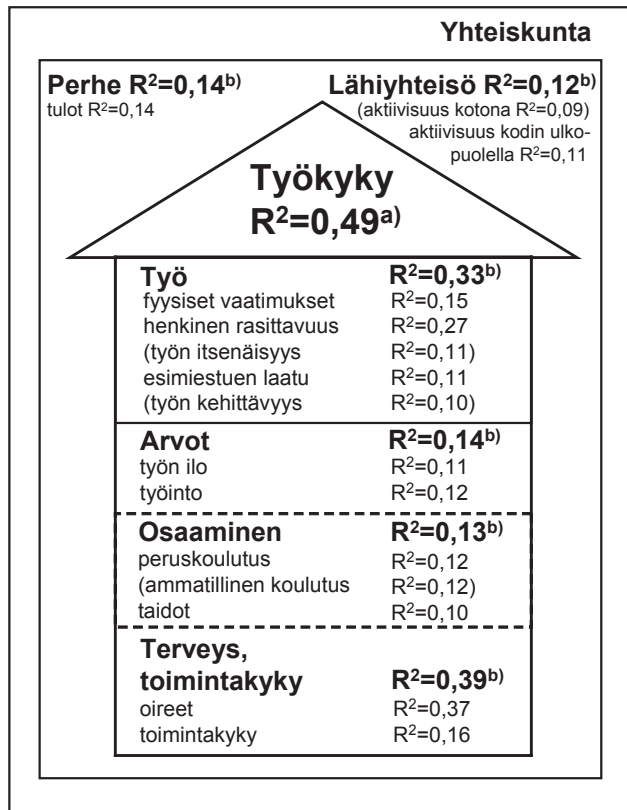 Yhteiskunta
Perhe R²=0,14ᵇ⁾
tulot R²=0,14
Lähiyhteisö R²=0,12ᵇ⁾
(aktiivisuus kotona R²=0,09)
aktiivisuus kodin ulko-
puolella R²=0,11
Työkyky
R²=0,49ᵃ⁾
Työ R²=0,33ᵇ⁾
fyysiset vaatimukset R²=0,15
henkinen rasittavuus R²=0,27
(työn itsenäisyys R²=0,11)
esimiestuen laatu R²=0,11
(työn kehittävyys R²=0,10)
Arvot R²=0,14ᵇ⁾
työn ilo R²=0,11
työinto R²=0,12
Osaaminen R²=0,13ᵇ⁾
peruskoulutus R²=0,12
(ammatillinen koulutus R²=0,12)
taidot R²=0,10
Terveys,
toimintakyky R²=0,39ᵇ⁾
oireet R²=0,37
toimintakyky R²=0,16